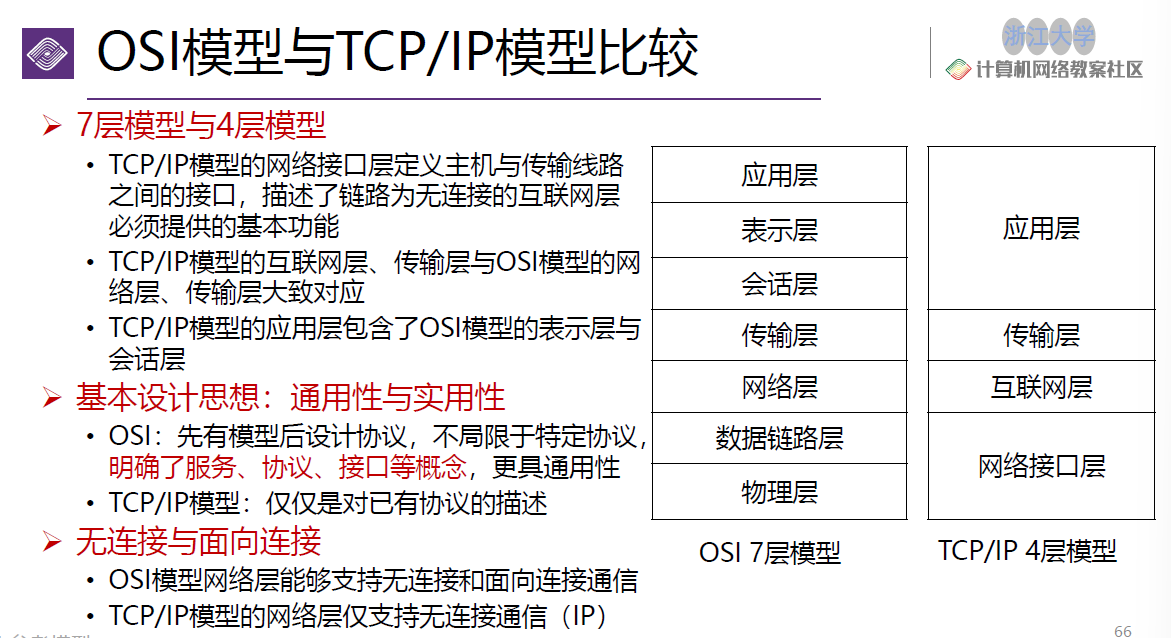 OSI模型与TCP/IP模型比较
浙江大学
计算机网络教案社区
7层模型与4层模型
• TCP/IP模型的网络接口层定义主机与传输线路
之间的接口，描述了链路为无连接的互联网层
必须提供的基本功能
• TCP/IP模型的互联网层、传输层与OSI模型的网
络层、传输层大致对应
• TCP/IP模型的应用层包含了OSI模型的表示层与
会话层
基本设计思想：通用性与实用性
• OSI：先有模型后设计协议，不局限于特定协议，
明确了服务、协议、接口等概念，更具通用性
• TCP/IP模型：仅仅是对已有协议的描述
无连接与面向连接
• OSI模型网络层能够支持无连接和面向连接通信
• TCP/IP模型的网络层仅支持无连接通信（IP）
应用层
表示层
会话层
传输层
网络层
数据链路层
物理层
OSI 7层模型
应用层
传输层
互联网层
网络接口层
TCP/IP 4层模型
66